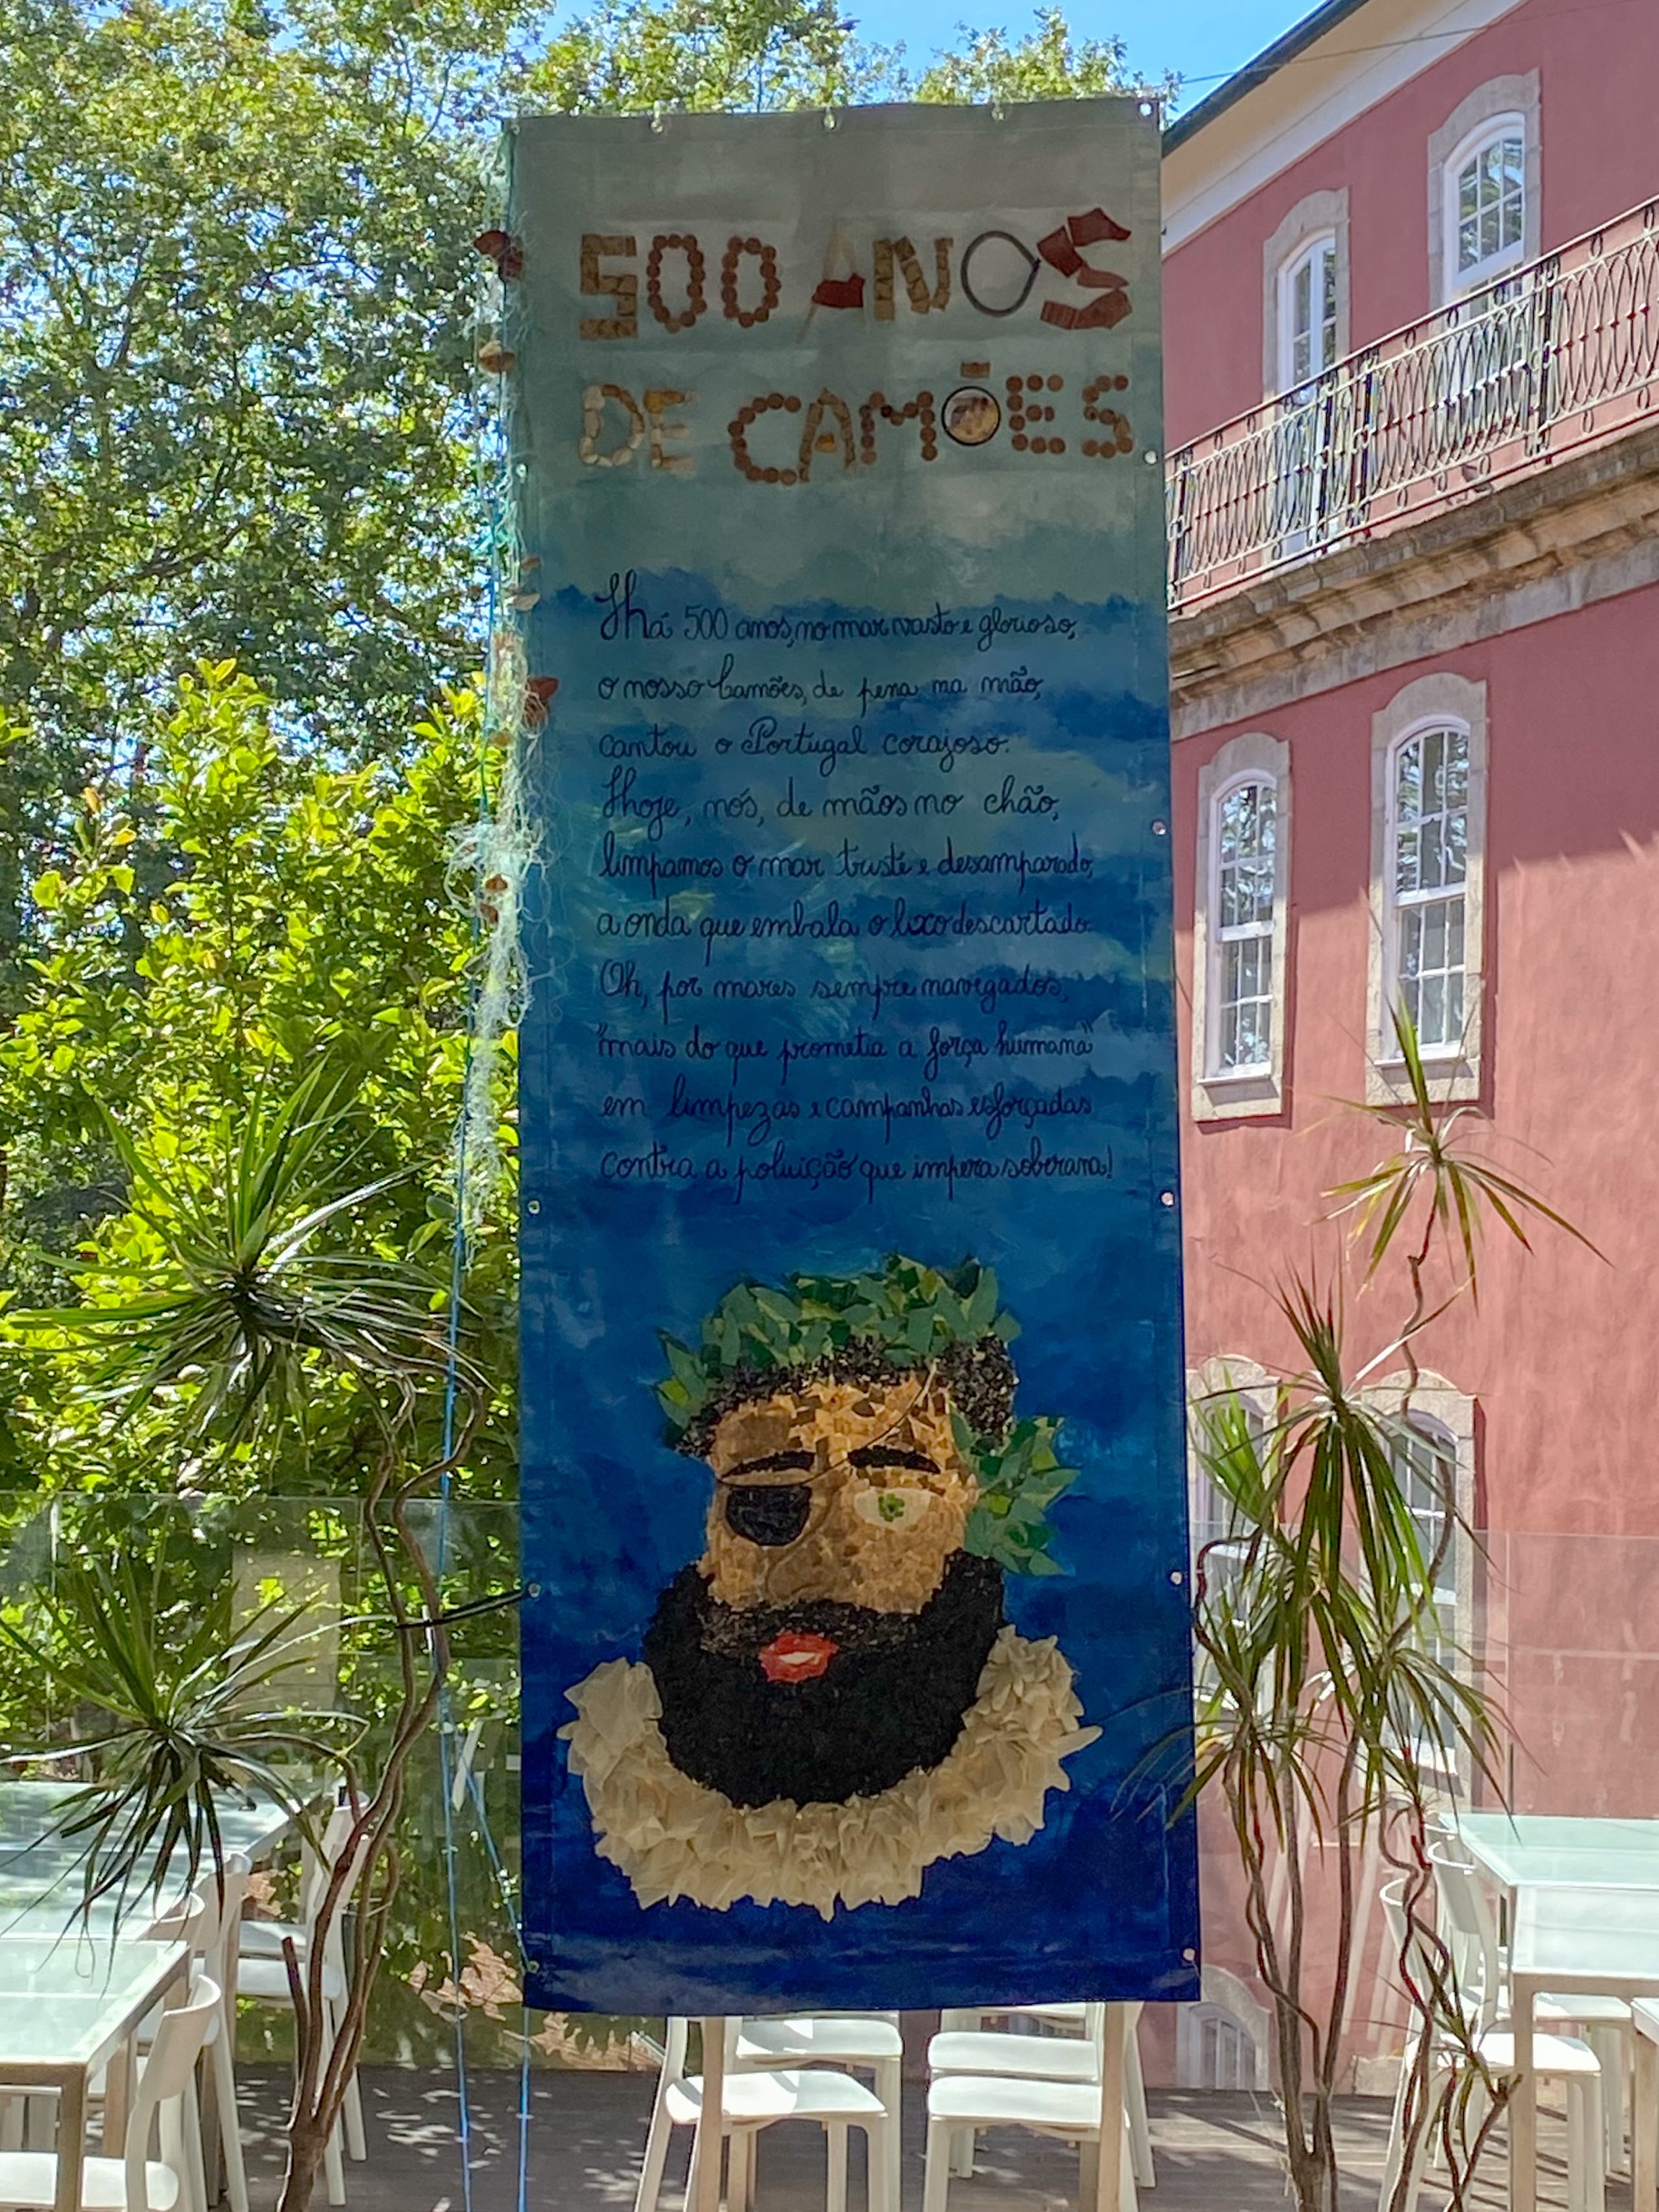 500 ANOS
DE CAMÕES
Há 500 anos, no mar vasto e glorioso,
o nosso Camões, de pena na mão,
cantou o Portugal corajoso.
Hoje, nós, de mãos no chão,
limpamos o mar triste e desamparado,
a onda que embala o lixo descartado.
Oh, por mares sempre navegados,
"mais do que prometia a força humana"
em limpezas e campanhas esforçadas
contra a poluição que impera soberana!